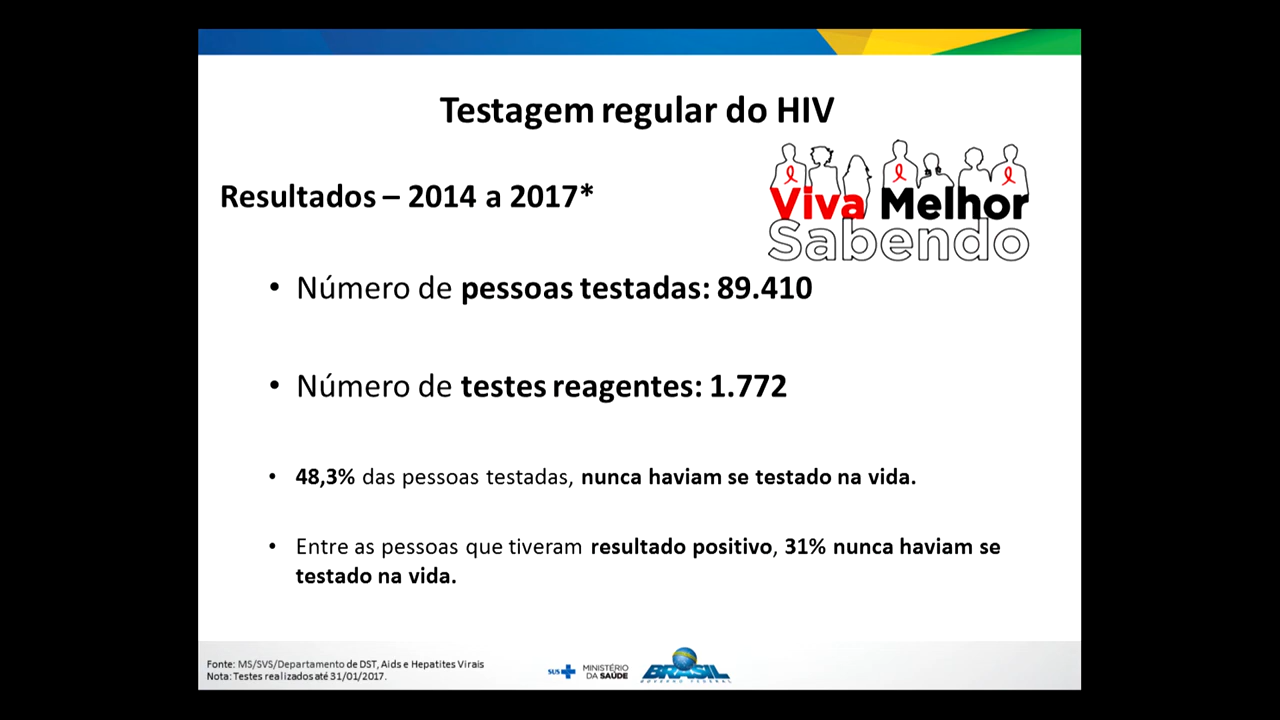 Testagem regular do HIV
Viva Melhor
Sabendo
Resultados – 2014 a 2017*
• Número de pessoas testadas: 89.410
• Número de testes reagentes: 1.772
• 48,3% das pessoas testadas, nunca haviam se testado na vida.
• Entre as pessoas que tiveram resultado positivo, 31% nunca haviam se
testado na vida.
Fonte: MS/SVS/Departamento de DST, Aids e Hepatites Virais
Nota: Testes realizados até 31/01/2017.
SUS
MINISTÉRIO
DA SAÚDE
BRASIL
GOVERNO FEDERAL